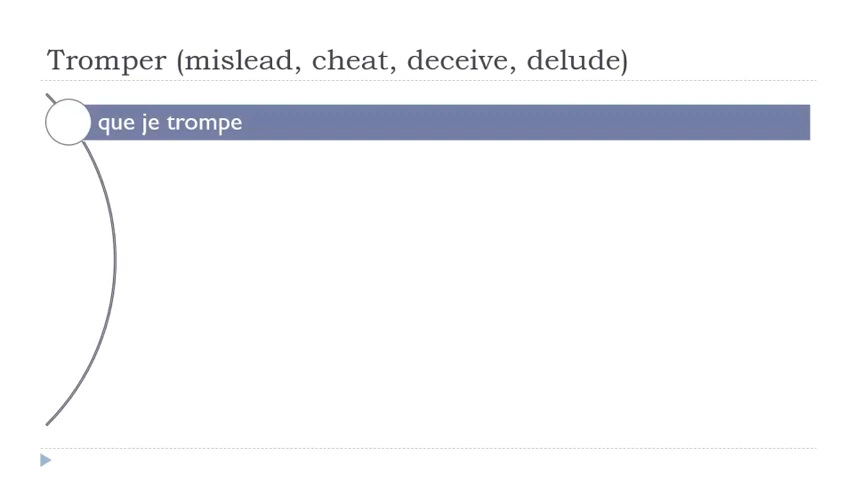 Tromper (mislead, cheat, deceive, delude)
que je trompe